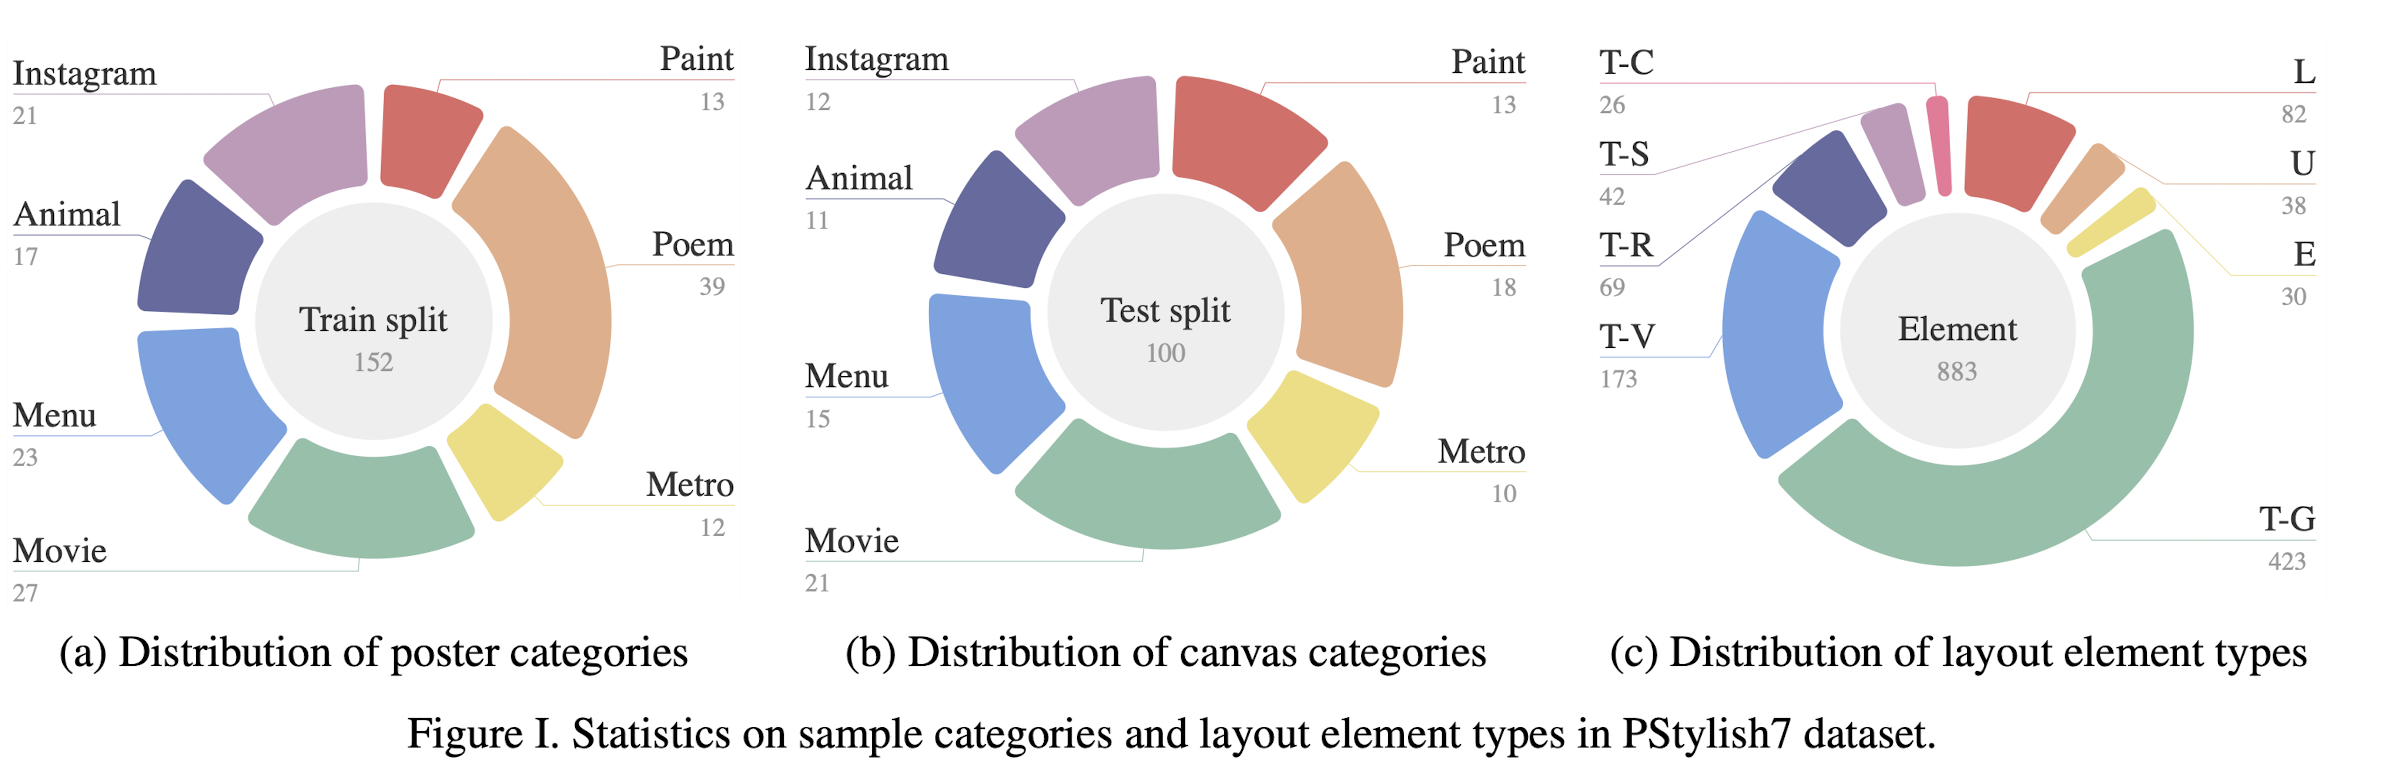 Instagram
21
Animal
17
Menu
23
Movie
27
Paint
13
Poem
39
Metro
12
Train split
152
(a) Distribution of poster categories
Instagram
12
Animal
11
Menu
15
Movie
21
Paint
13
Poem
18
Metro
10
Test split
100
(b) Distribution of canvas categories
T-C
26
T-S
42
T-R
69
T-V
173
L
82
U
38
E
30
T-G
423
Element
883
(c) Distribution of layout element types
Figure I. Statistics on sample categories and layout element types in PStylish7 dataset.